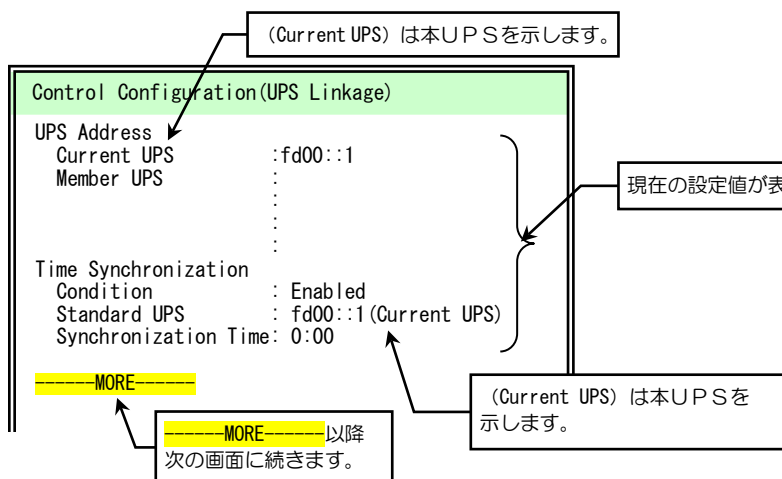 (Current UPS) は本UPSを示します。
Control Configuration(UPS Linkage)
UPS Address
Current UPS :fd00::1
Member UPS :
:
:
:
Time Synchronization
Condition : Enabled
Standard UPS : fd00::1(Current UPS)
Synchronization Time: 0:00
------MORE------
現在の設定値が表
(Current UPS) は本UPSを
示します。
------MORE------以降
次の画面に続きます。